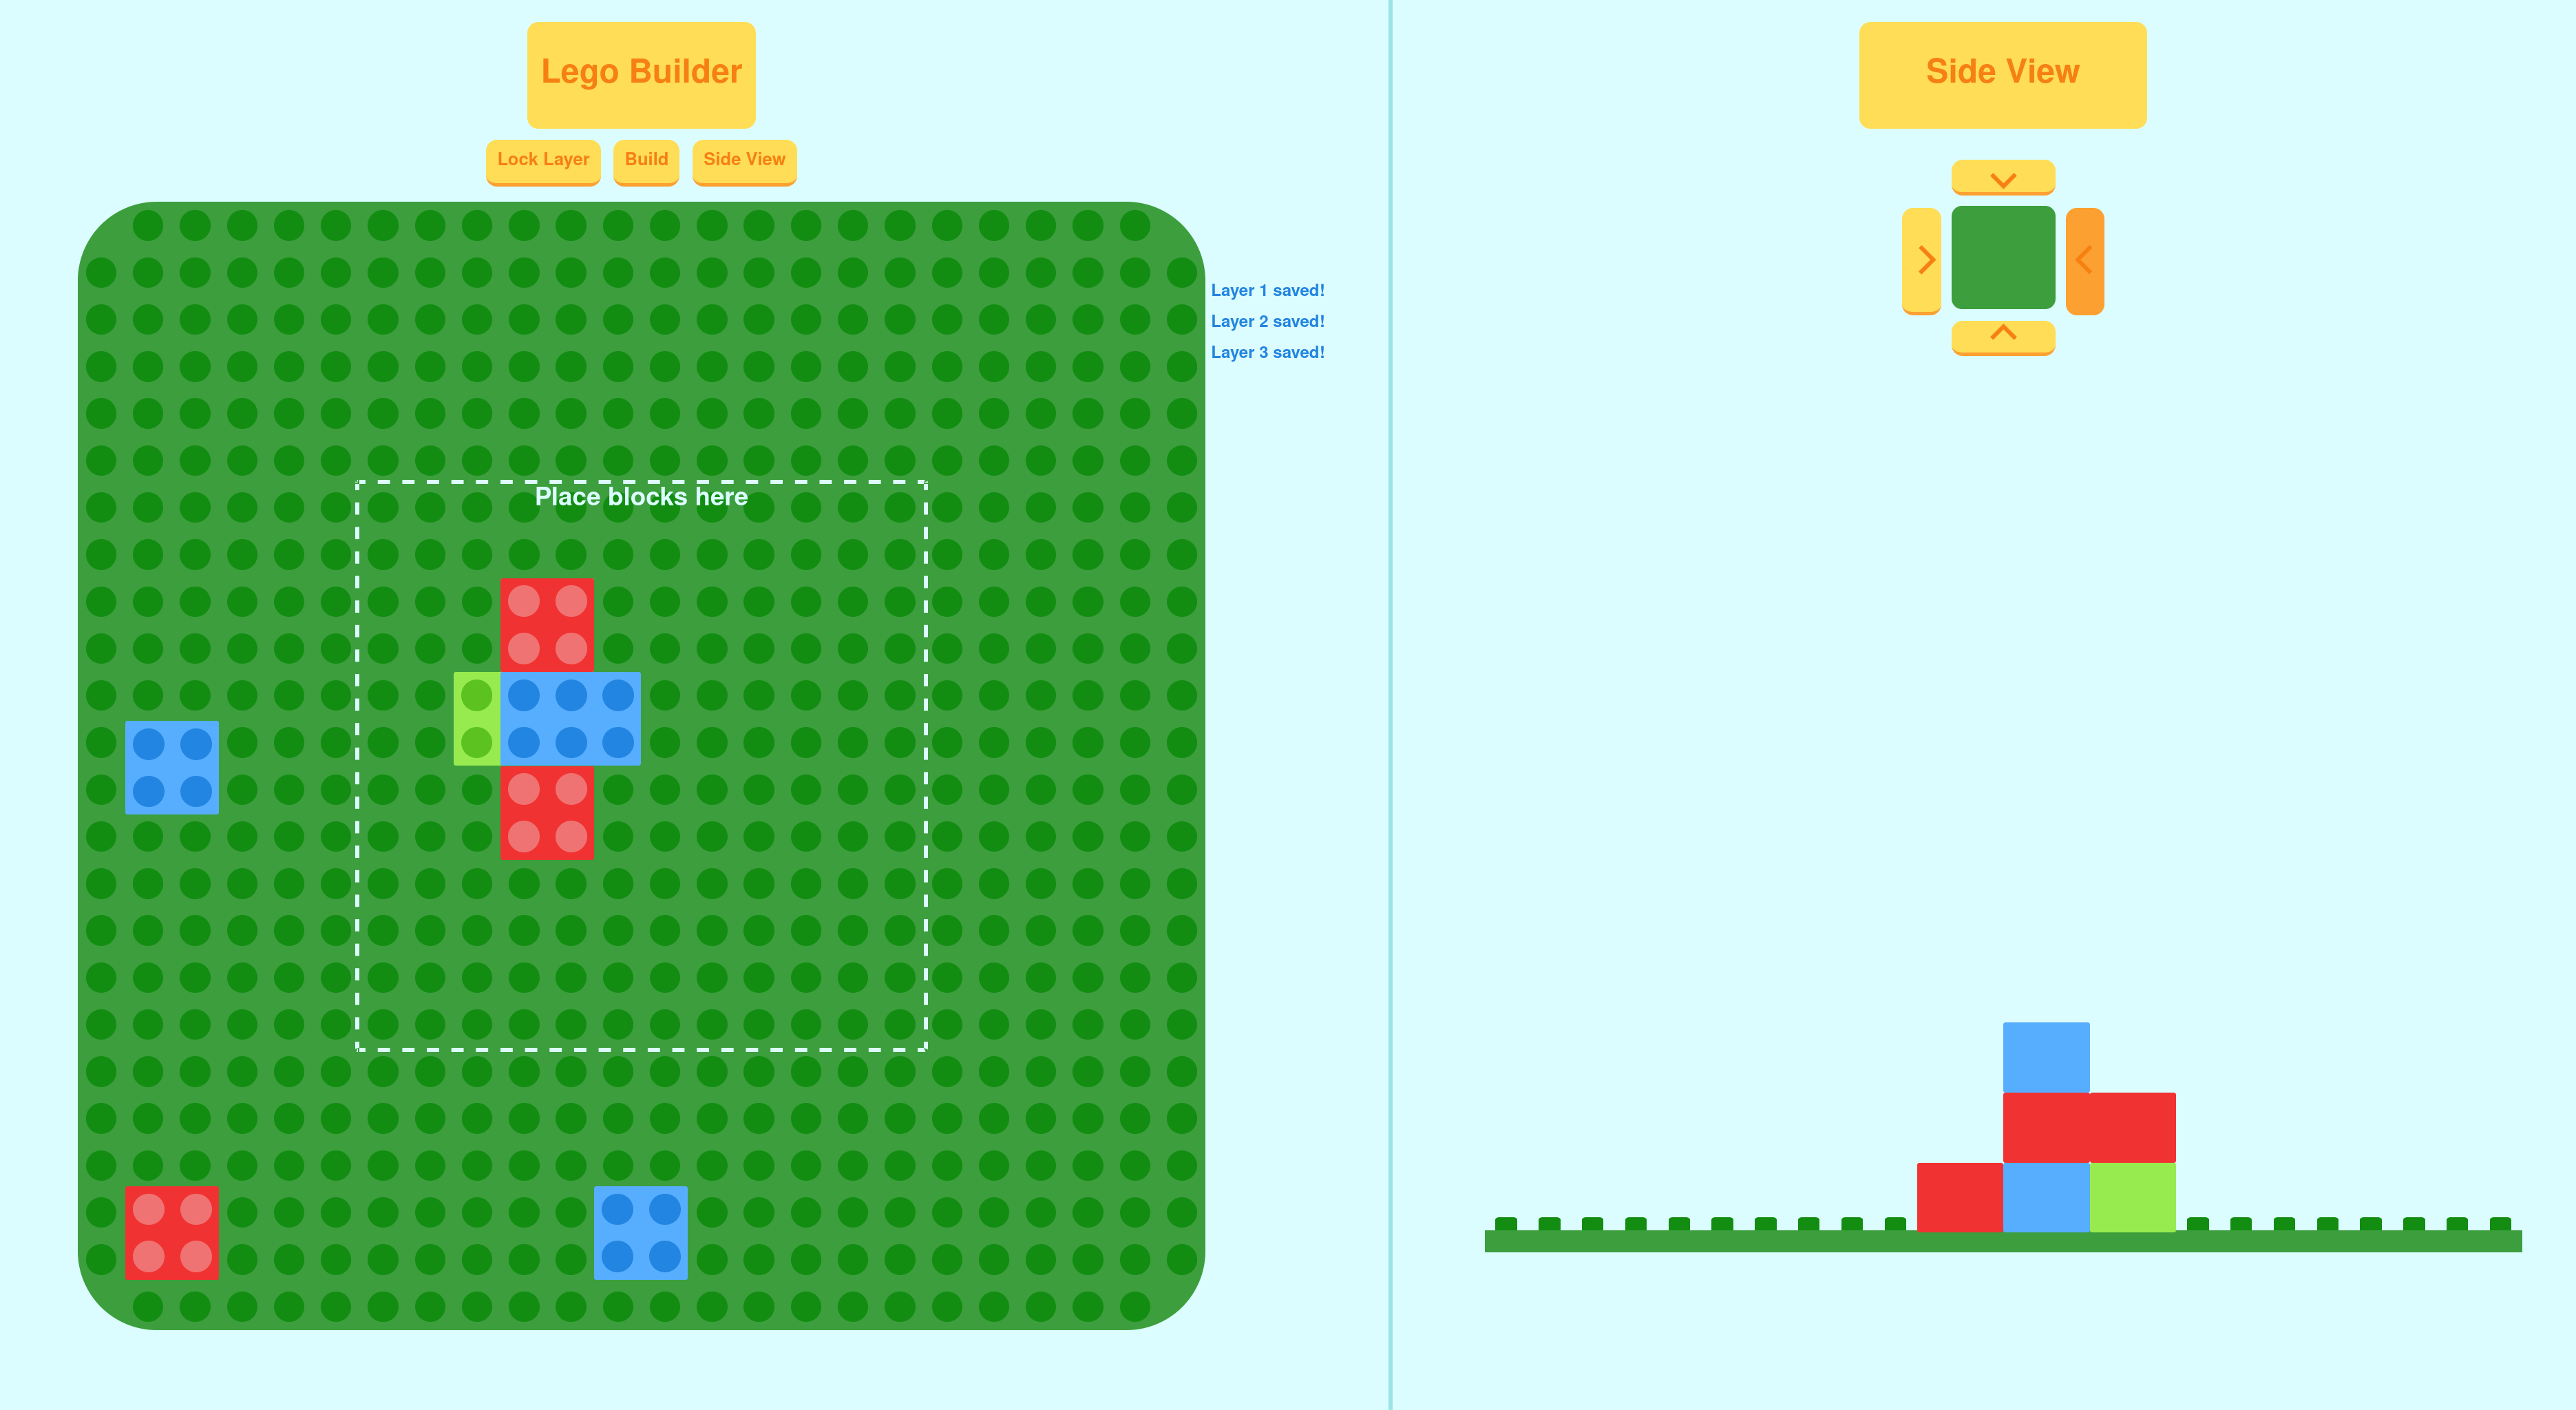 Lego Builder
Lock Layer
Build
Side View
Layer 1 saved!
Layer 2 saved!
Layer 3 saved!
Place blocks here
Side View